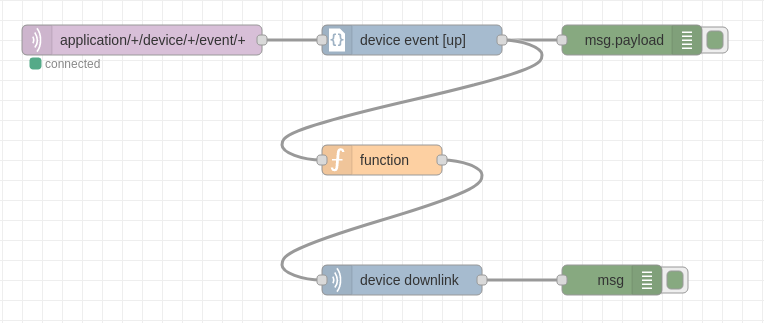 application/+/device/+/event/+
device event [up]
msg.payload
connected
function
device downlink
msg